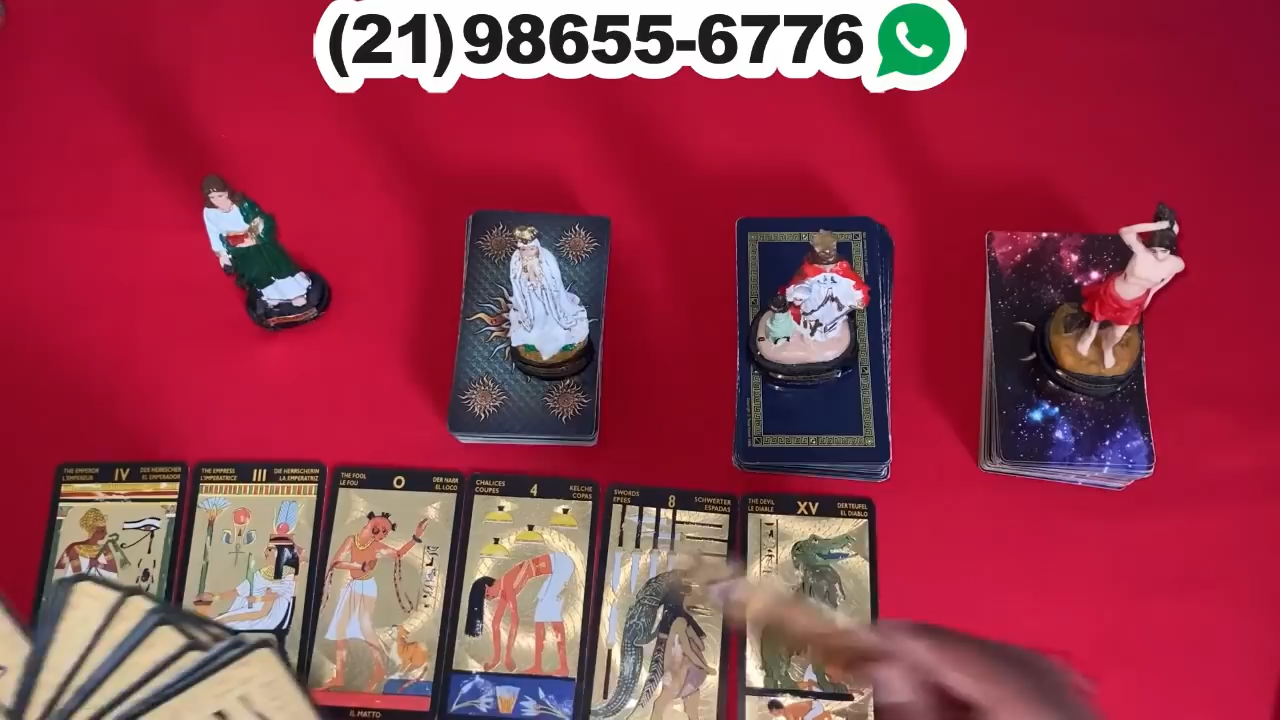 (21)98655-6776
THE EMPEROR IV DER HERRSCHER
L'EMPEREUR EL EMPERADOR
THE EMPRESS III DIE HERRSCHERIN
L'IMPERATRICE LA EMPERATRIZ
THE FOOL O DER NARR
LE FOU EL LOCO
IL MATTO
CHALICES 4 KELCHE
COUPES COPAS
SWORDS 8 SCHWERTER
EPEES ESPADAS
THE DEVIL XV DER TEUFEL
LE DIABLE EL DIABLO